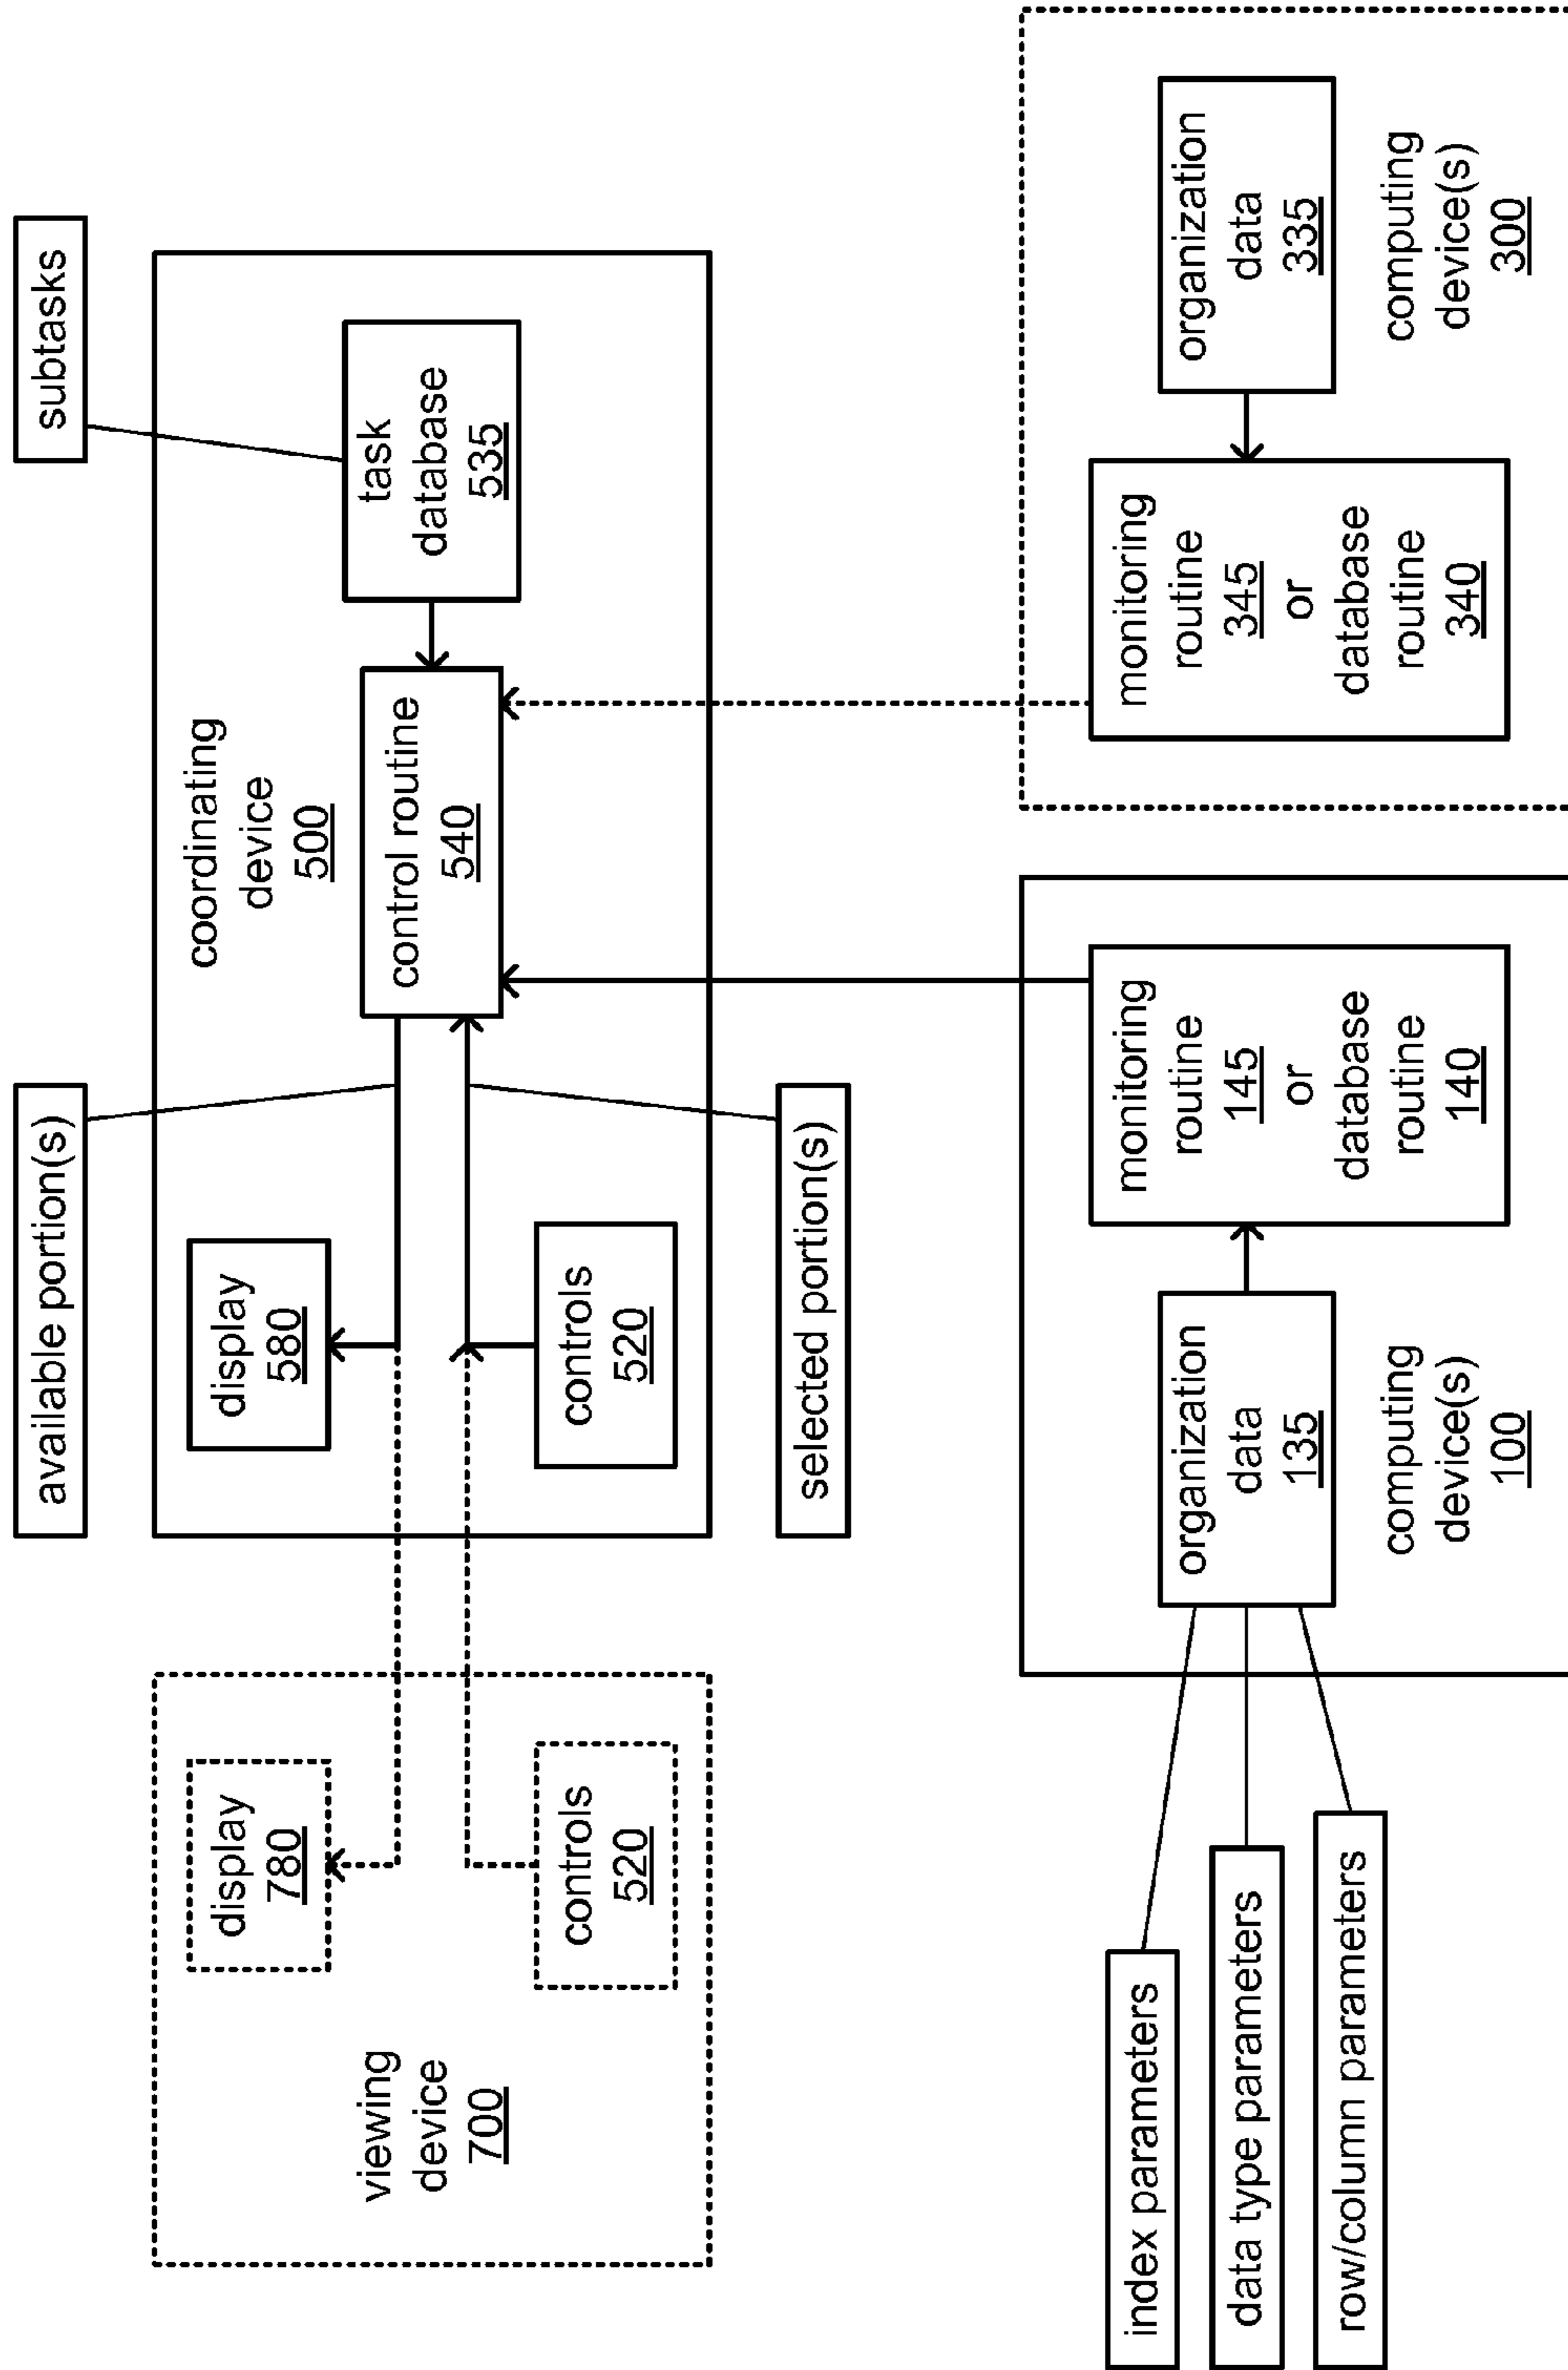 available portion(s)
subtasks
viewing
device
700
display
780
controls
520
display
580
controls
520
coordinating
device
500
control routine
540
task
database
535
selected portion(s)
index parameters
data type parameters
row/column parameters
organization
data
135
computing
device(s)
100
monitoring
routine
145
or
database
routine
140
monitoring
routine
345
or
database
routine
340
organization
data
335
computing
device(s)
300